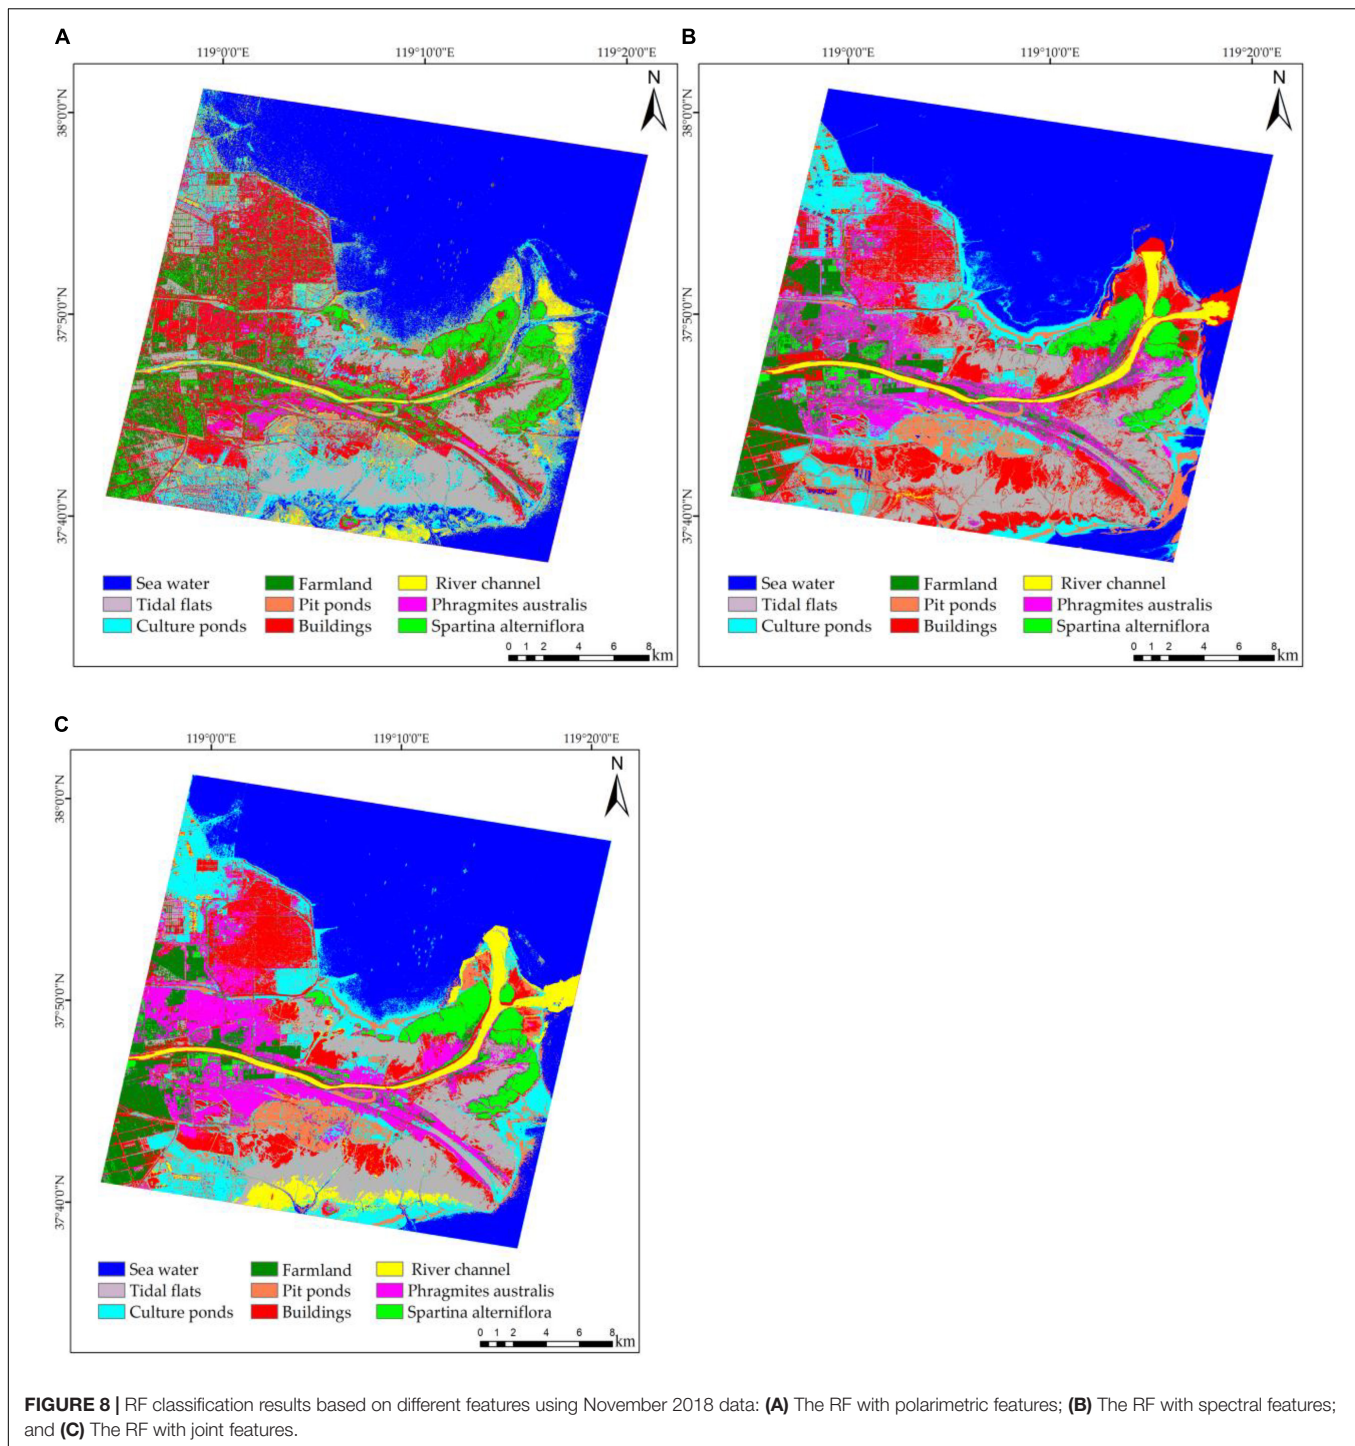 A
119°0'0"E 119°10'0"E 119°20'0"E
N
38°0'0"N
37°50'0"N
37°40'0"N
Sea water Farmland River channel
Tidal flats Pit ponds Phragmites australis
Culture ponds Buildings Spartina alterniflora
0 1 2 4 6 8 km
B
119°0'0"E 119°10'0"E 119°20'0"E
N
38°0'0"N
37°50'0"N
37°40'0"N
Sea water Farmland River channel
Tidal flats Pit ponds Phragmites australis
Culture ponds Buildings Spartina alterniflora
0 1 2 4 6 8 km
C
119°0'0"E 119°10'0"E 119°20'0"E
N
38°0'0"N
37°50'0"N
37°40'0"N
Sea water Farmland River channel
Tidal flats Pit ponds Phragmites australis
Culture ponds Buildings Spartina alterniflora
0 1 2 4 6 8 km
FIGURE 8 | RF classification results based on different features using November 2018 data: (A) The RF with polarimetric features; (B) The RF with spectral features;
and (C) The RF with joint features.